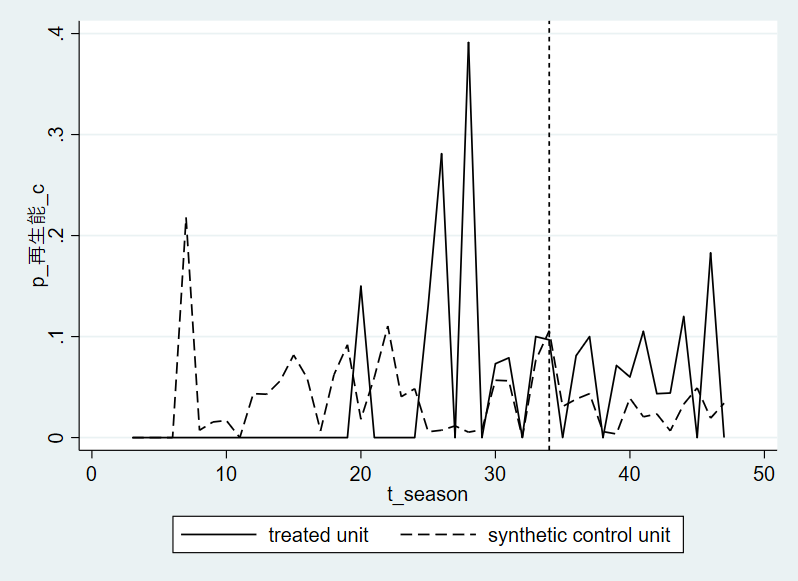 p_再生能_c
.4
.3
.2
.1
0
0 10 20 30 40 50
t_season
treated unit synthetic control unit